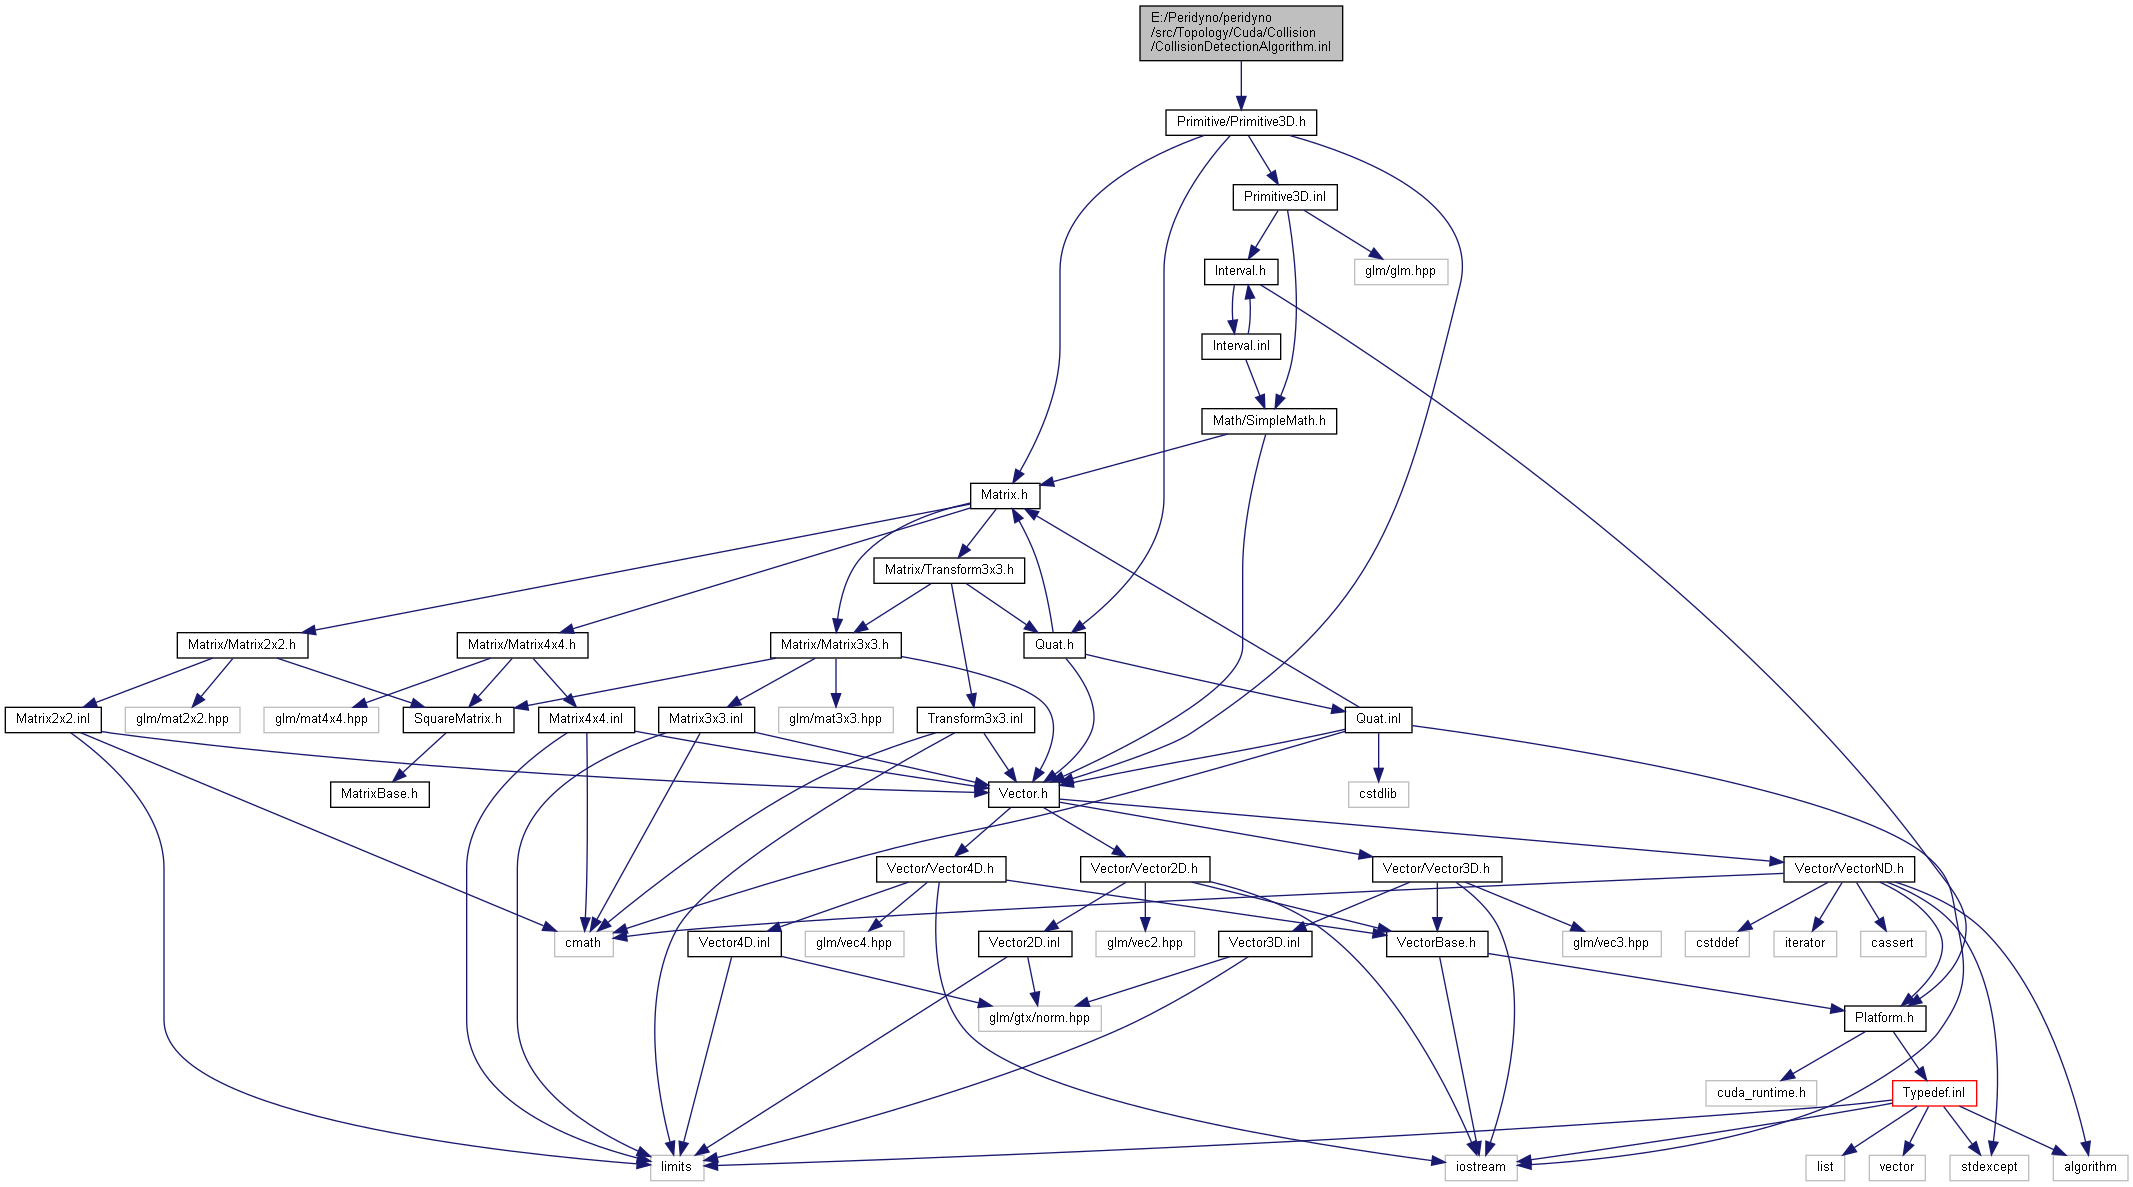 E:/Peridyno/peridyno
/src/Topology/Cuda/Collision
/CollisionDetectionAlgorithm.inl
Primitive/Primitive3D.h
Primitive3D.inl
Interval.h
glm/glm.hpp
Interval.inl
Math/SimpleMath.h
Matrix.h
Matrix/Transform3x3.h
Matrix/Matrix2x2.h
Matrix/Matrix4x4.h
Matrix/Matrix3x3.h
Quat.h
Matrix2x2.inl
glm/mat2x2.hpp
glm/mat4x4.hpp
SquareMatrix.h
Matrix4x4.inl
Matrix3x3.inl
glm/mat3x3.hpp
Transform3x3.inl
Quat.inl
MatrixBase.h
Vector.h
cstdlib
Vector/Vector4D.h
Vector/Vector2D.h
Vector/Vector3D.h
Vector/VectorND.h
cmath
Vector4D.inl
glm/vec4.hpp
Vector2D.inl
glm/vec2.hpp
Vector3D.inl
VectorBase.h
glm/vec3.hpp
cstddef
iterator
cassert
glm/gtx/norm.hpp
Platform.h
cuda_runtime.h
Typedef.inl
limits
iostream
list
vector
stdexcept
algorithm